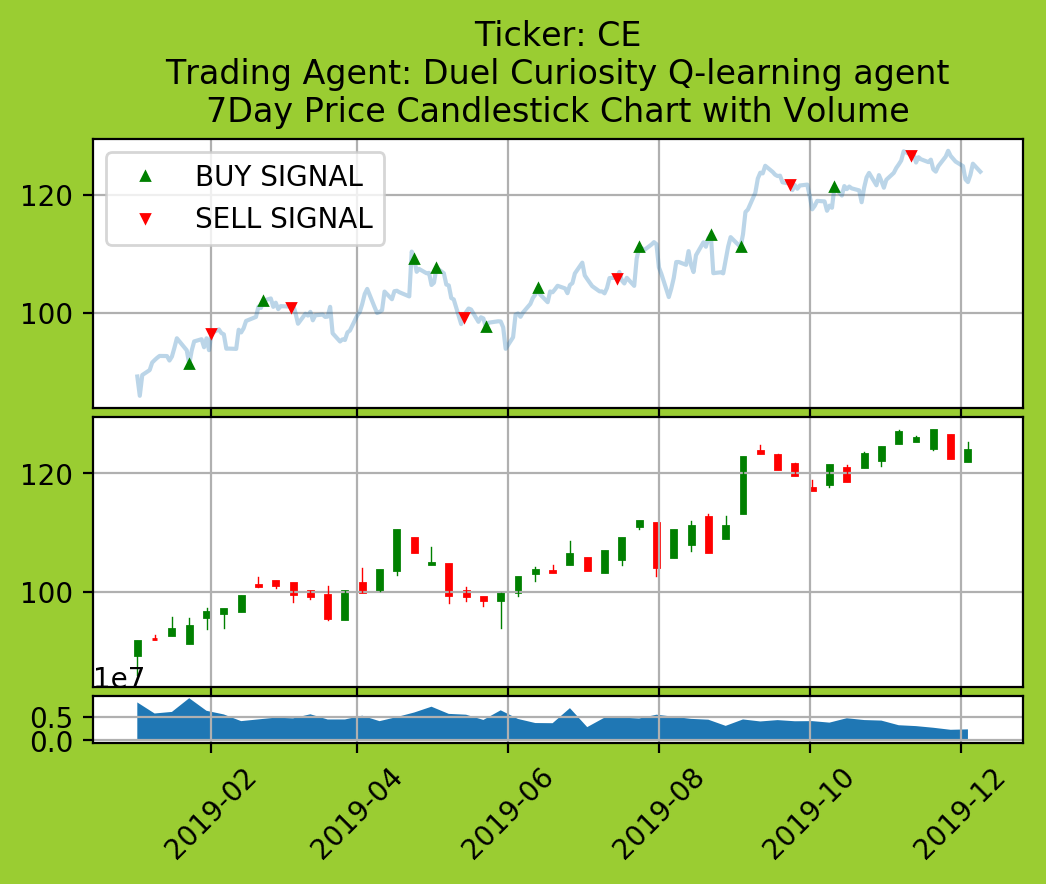 Ticker: CE
Trading Agent: Duel Curiosity Q-learning agent
7Day Price Candlestick Chart with Volume
BUY SIGNAL
SELL SIGNAL
120
100
120
100
1e7
0.5
0.0
2019-02
2019-04
2019-06
2019-08
2019-10
2019-12